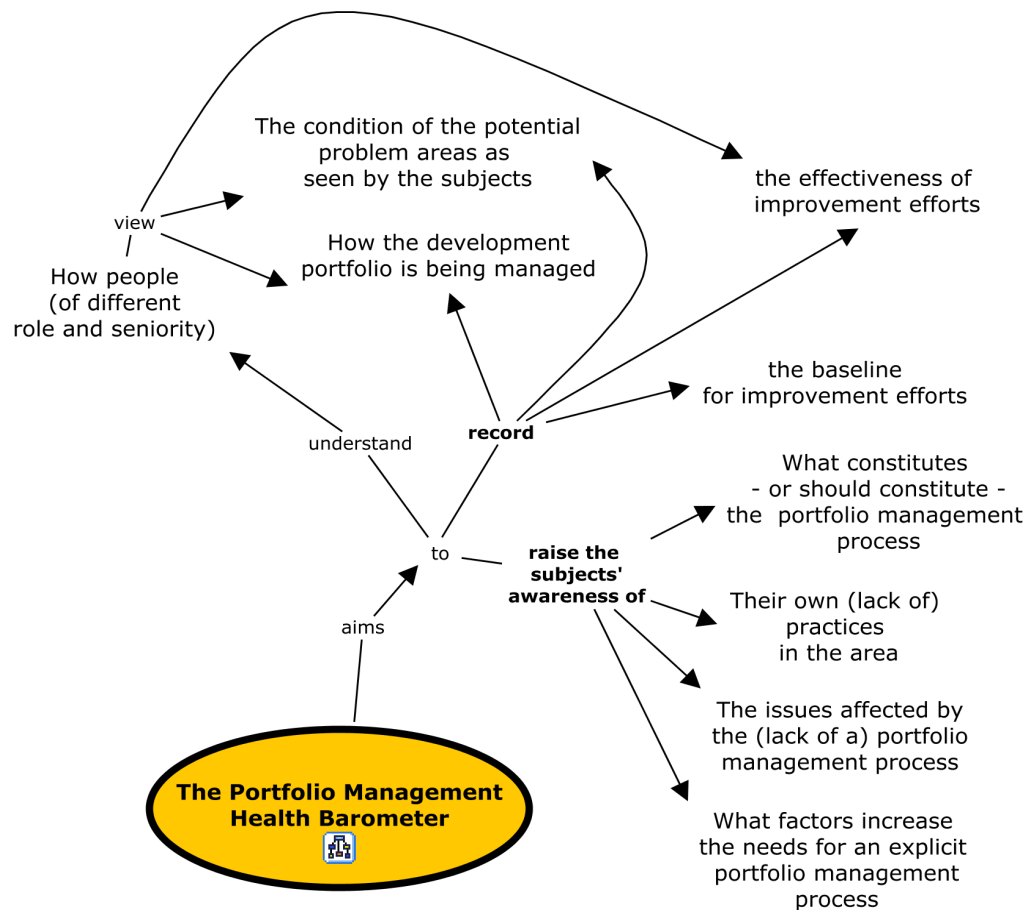 The condition of the potential
problem areas as
seen by the subjects
the effectiveness of
improvement efforts
view
How the development
portfolio is being managed
How people
(of different
role and seniority)
the baseline
for improvement efforts
understand
record
What constitutes
- or should constitute -
the portfolio management
process
to
raise the
subjects'
awareness of
Their own (lack of)
practices
in the area
aims
The issues affected by
the (lack of a) portfolio
management process
The Portfolio Management
Health Barometer
What factors increase
the needs for an explicit
portfolio management
process